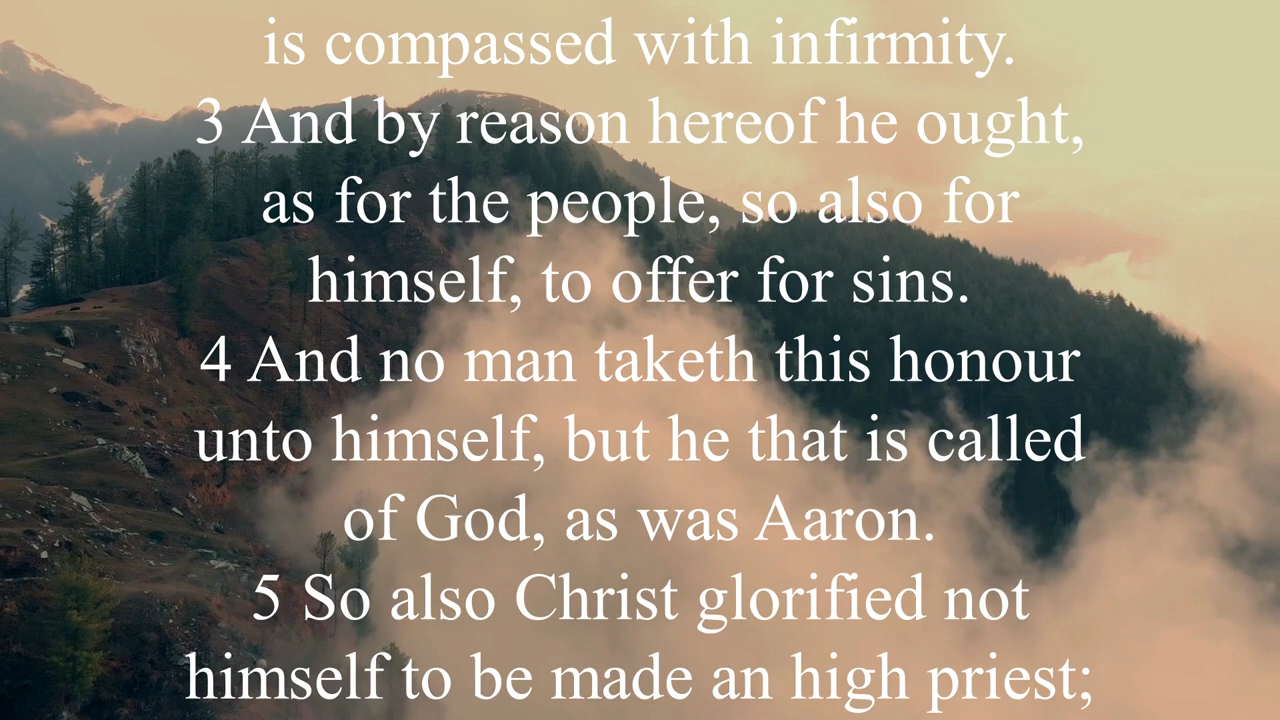 is compassed with infirmity.
3 And by reason hereof he ought,
as for the people, so also for
himself, to offer for sins.
4 And no man taketh this honour
unto himself, but he that is called
of God, as was Aaron.
5 So also Christ glorified not
himself to be made an high priest;